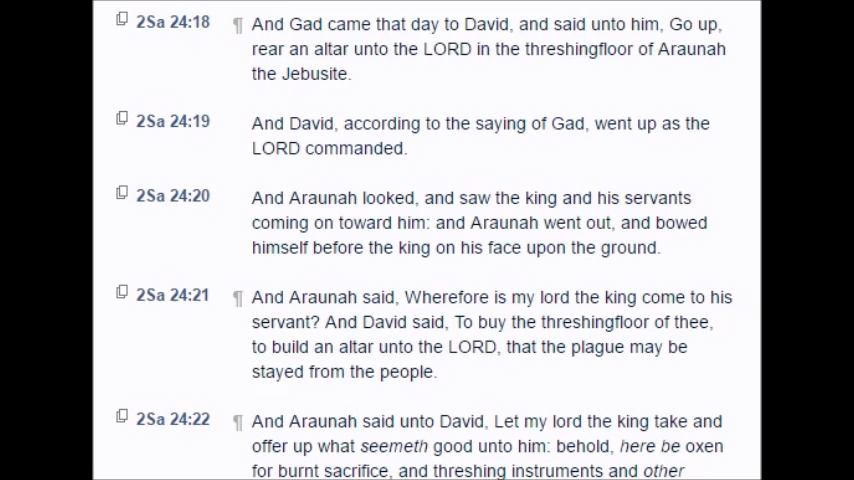 2Sa 24:18 ¶ And Gad came that day to David, and said unto him, Go up,
rear an altar unto the LORD in the threshingfloor of Araunah
the Jebusite.
2Sa 24:19 And David, according to the saying of Gad, went up as the
LORD commanded.
2Sa 24:20 And Araunah looked, and saw the king and his servants
coming on toward him: and Araunah went out, and bowed
himself before the king on his face upon the ground.
2Sa 24:21 ¶ And Araunah said, Wherefore is my lord the king come to his
servant? And David said, To buy the threshingfloor of thee,
to build an altar unto the LORD, that the plague may be
stayed from the people.
2Sa 24:22 ¶ And Araunah said unto David, Let my lord the king take and
offer up what seemeth good unto him: behold, here be oxen
for burnt sacrifice, and threshing instruments and other